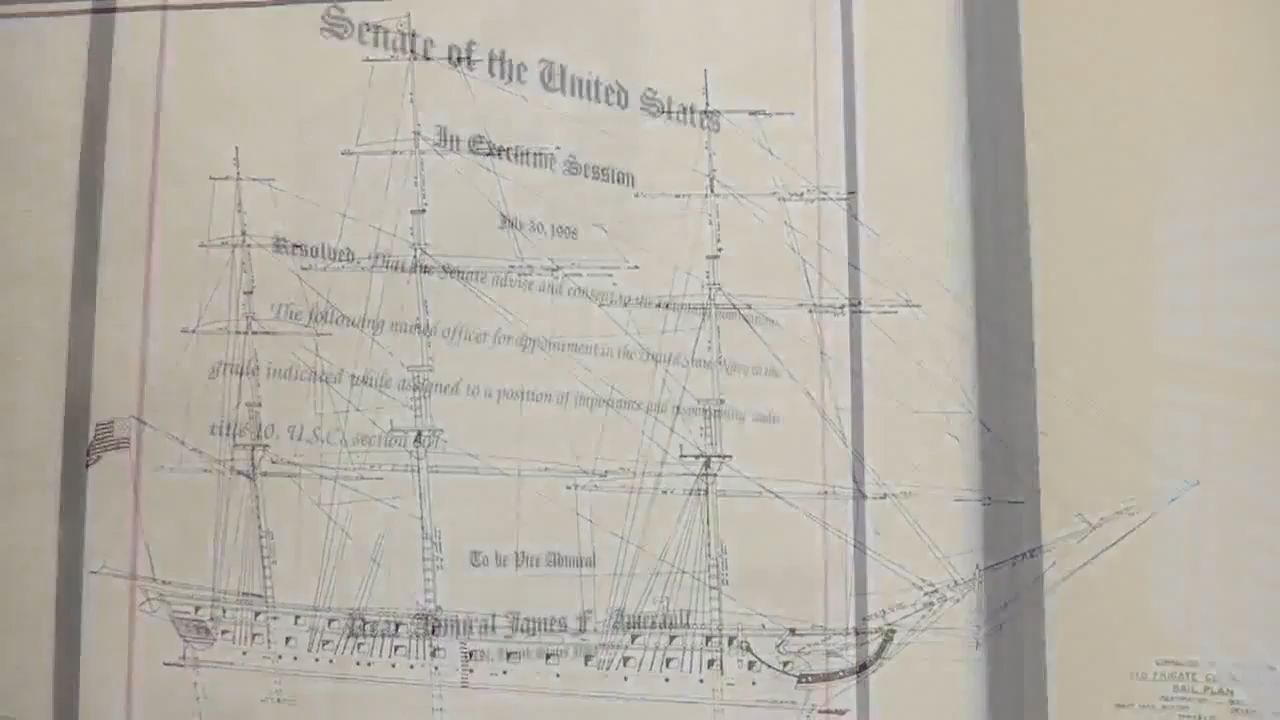 Senate of the United States
In Executive Session
July 30, 1998
Resolved, That the Senate advise and consent to the following nomination:
The following named officer for appointment in the United States Navy to the
grade indicated while assigned to a position of importance and responsibility under
title 10, U.S.C., section 601:
To be Vice Admiral
Rear Admiral James F. Amerault
FRIGATE
SAIL PLAN